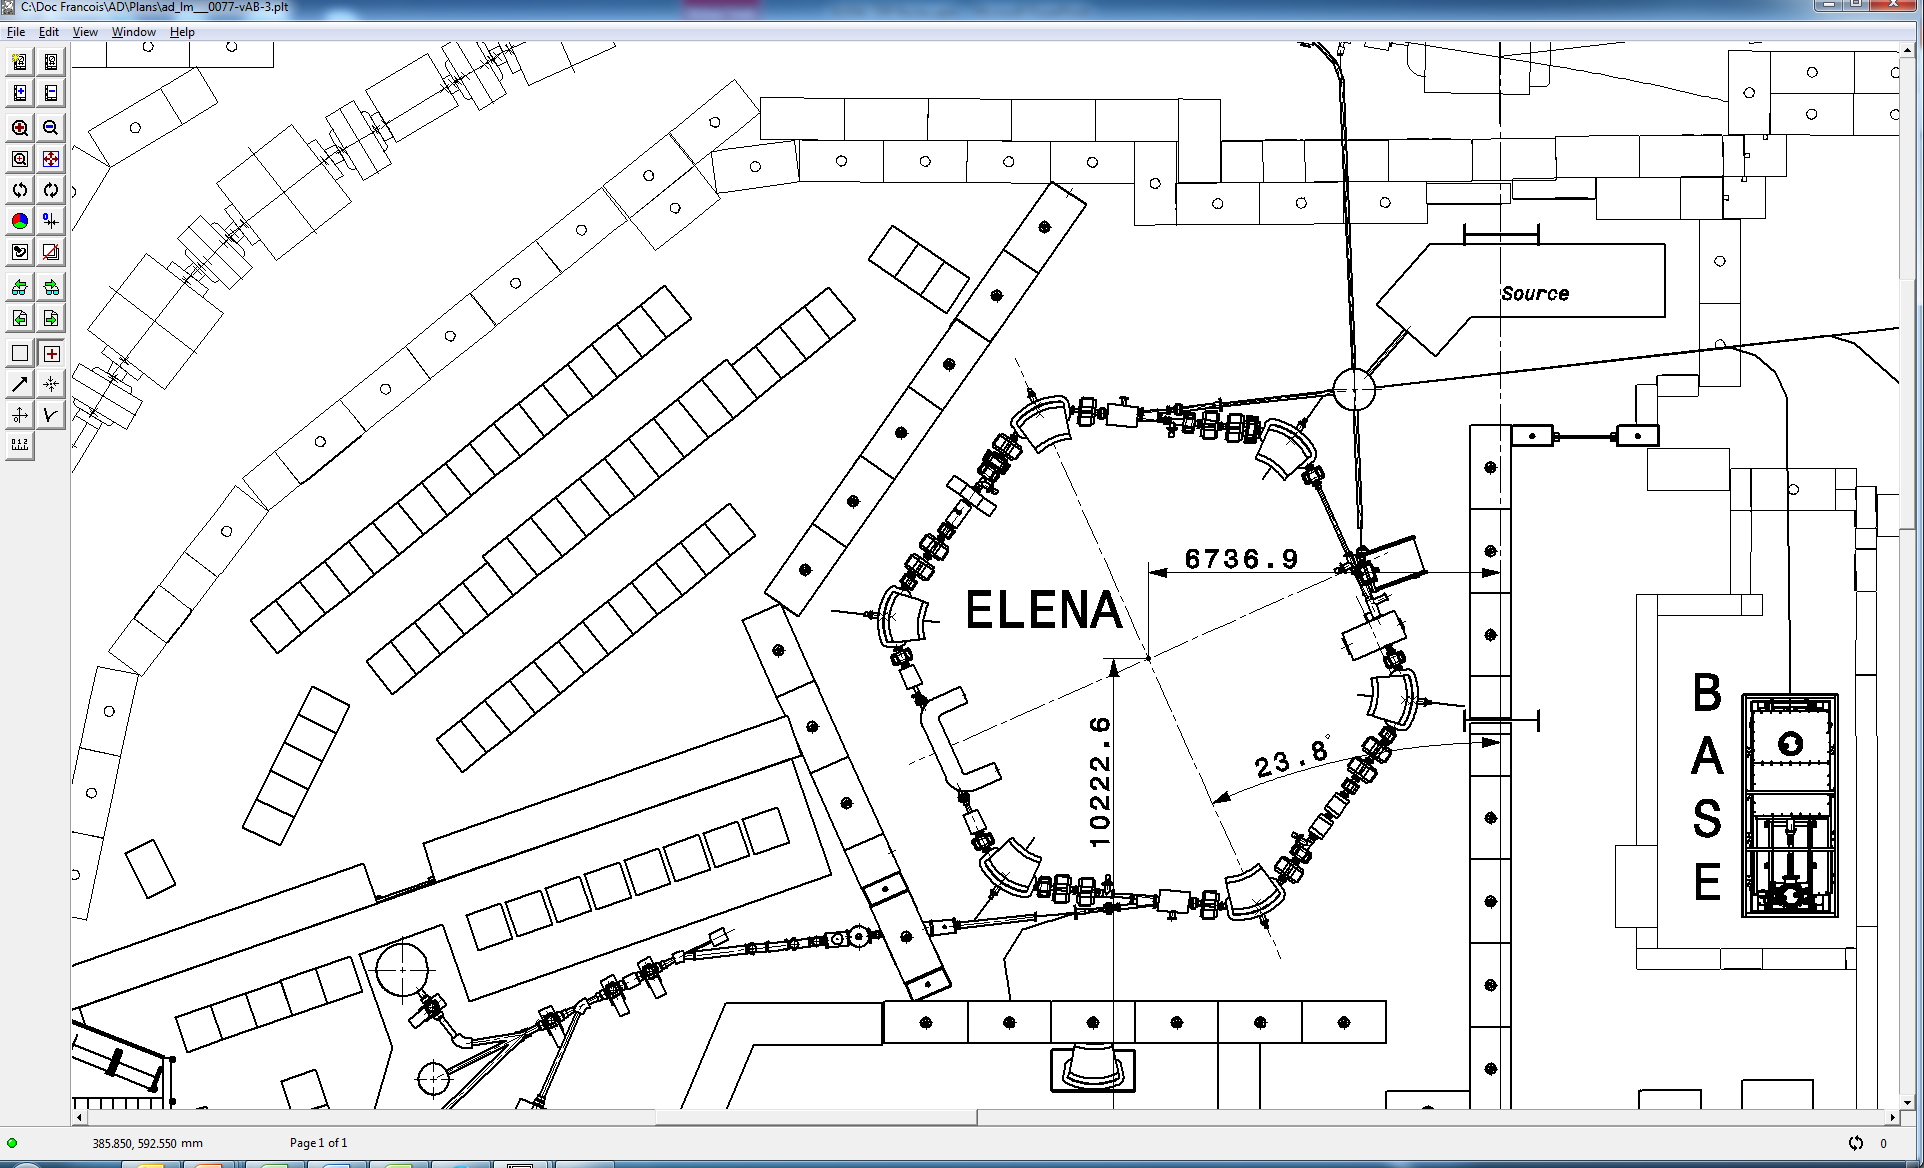 C:\Doc Francois\AD\Plans\ad_lm___0077-vAB-3.plt
File Edit View Window Help
Source
6736.9
ELENA
10222.6
23.8°
B
A
S
E
385.850, 592.550 mm
Page 1 of 1
0